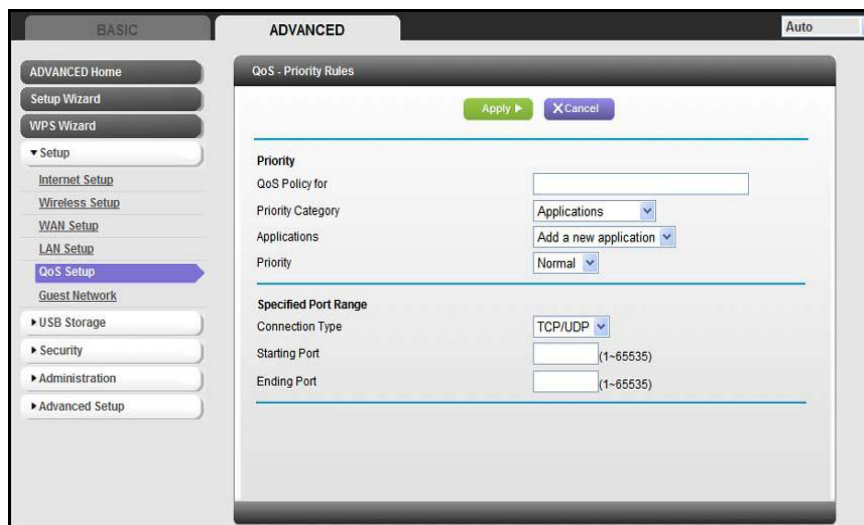 BASIC
ADVANCED
Auto
ADVANCED Home
Setup Wizard
WPS Wizard
▼Setup
Internet Setup
Wireless Setup
WAN Setup
LAN Setup
QoS Setup
Guest Network
▶USB Storage
▶Security
▶Administration
▶Advanced Setup
QoS - Priority Rules
Apply ▶
X Cancel
Priority
QoS Policy for
Priority Category
Applications
Applications
Add a new application
Priority
Normal
Specified Port Range
Connection Type
TCP/UDP
Starting Port
(1~65535)
Ending Port
(1~65535)